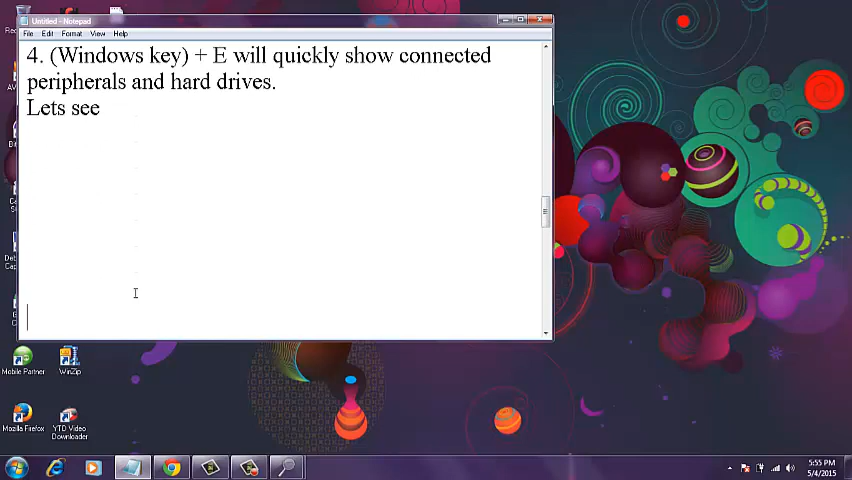 Untitled - Notepad
File Edit Format View Help
4. (Windows key) + E will quickly show connected
peripherals and hard drives.
Lets see
Mobile Partner
WinZip
Mozilla Firefox
YTD Video
Downloader
5:55 PM
5/4/2015